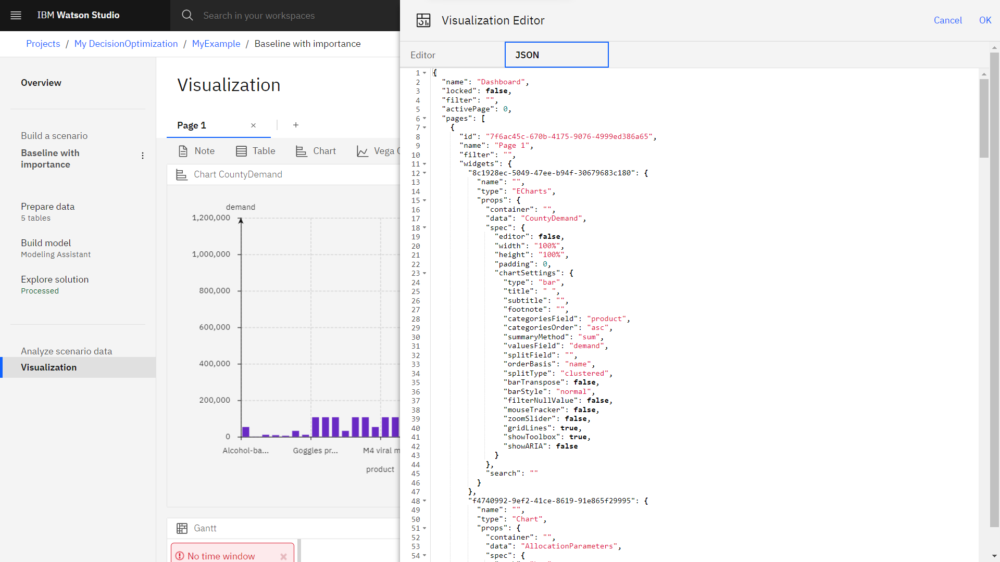 IBM Watson Studio
Search in your workspaces
Projects / My DecisionOptimization / MyExample / Baseline with importance
Overview
Build a scenario
Baseline with
importance
Prepare data
5 tables
Build model
Modeling Assistant
Explore solution
Processed
Analyze scenario data
Visualization
Visualization
Page 1 × +
Note Table Chart Vega
Chart CountyDemand
demand
1,200,000
1,000,000
800,000
600,000
400,000
200,000
0
Alcohol-ba... Goggles pr... M4 viral m
product
Gantt
No time window
Visualization Editor
Cancel OK
Editor JSON
1 {
2 "name": "Dashboard",
3 "locked": false,
4 "filter": "",
5 "activePage": 0,
6 "pages": [
7 {
8 "id": "7f6ac45c-670b-4175-9076-4999ed386a65",
9 "name": "Page 1",
10 "filter": "",
11 "widgets": {
12 "8c1928ec-5049-47ee-b94f-30679683c180": {
13 "name": "",
14 "type": "ECharts",
15 "props": {
16 "container": "",
17 "data": "CountyDemand",
18 "spec": {
19 "editor": false,
20 "width": "100%",
21 "height": "100%",
22 "padding": 0,
23 "chartSettings": {
24 "type": "bar",
25 "title": " ",
26 "subtitle": "",
27 "footnote": "",
28 "categoriesField": "product",
29 "categoriesOrder": "asc",
30 "summaryMethod": "sum",
31 "valuesField": "demand",
32 "splitField": "",
33 "orderBasis": "name",
34 "splitType": "clustered",
35 "barTranspose": false,
36 "barStyle": "normal",
37 "filterNullValue": false,
38 "mouseTracker": false,
39 "zoomSlider": false,
40 "gridLines": true,
41 "showToolbox": true,
42 "showARIA": false
43 }
44 },
45 "search": ""
46 }
47 },
48 "f4740992-9ef2-41ce-8619-91e865f29995": {
49 "name": "",
50 "type": "Chart",
51 "props": {
52 "container": "",
53 "data": "AllocationParameters",
54 "spec": {